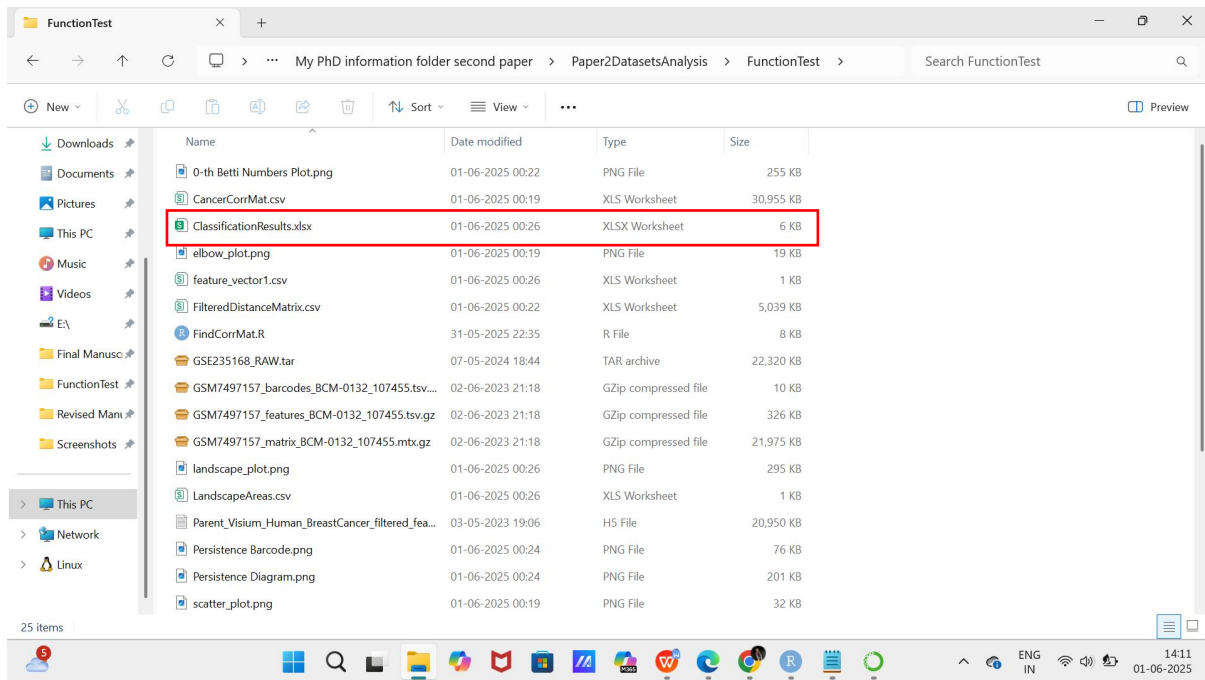 FunctionTest
My PhD information folder second paper > Paper2DatasetsAnalysis > FunctionTest >
Search FunctionTest
New
Sort
View
Preview
Downloads
Documents
Pictures
This PC
Music
Videos
E:\
Final Manusc
FunctionTest
Revised Manu
Screenshots
This PC
Network
Linux
Name Date modified Type Size
0-th Betti Numbers Plot.png 01-06-2025 00:22 PNG File 255 KB
CancerCorrMat.csv 01-06-2025 00:19 XLS Worksheet 30,955 KB
ClassificationResults.xlsx 01-06-2025 00:26 XLSX Worksheet 6 KB
elbow_plot.png 01-06-2025 00:19 PNG File 19 KB
feature_vector1.csv 01-06-2025 00:26 XLS Worksheet 1 KB
FilteredDistanceMatrix.csv 01-06-2025 00:22 XLS Worksheet 5,039 KB
FindCorrMat.R 31-05-2025 22:35 R File 8 KB
GSE235168_RAW.tar 07-05-2024 18:44 TAR archive 22,320 KB
GSM7497157_barcodes_BCM-0132_107455.tsv.... 02-06-2023 21:18 GZip compressed file 10 KB
GSM7497157_features_BCM-0132_107455.tsv.gz 02-06-2023 21:18 GZip compressed file 326 KB
GSM7497157_matrix_BCM-0132_107455.mtx.gz 02-06-2023 21:18 GZip compressed file 21,975 KB
landscape_plot.png 01-06-2025 00:26 PNG File 295 KB
LandscapeAreas.csv 01-06-2025 00:26 XLS Worksheet 1 KB
Parent_Visium_Human_BreastCancer_filtered_fea... 03-05-2023 19:06 H5 File 20,950 KB
Persistence Barcode.png 01-06-2025 00:24 PNG File 76 KB
Persistence Diagram.png 01-06-2025 00:24 PNG File 201 KB
scatter_plot.png 01-06-2025 00:19 PNG File 32 KB
25 items
5
M365
ENG
IN
14:11
01-06-2025